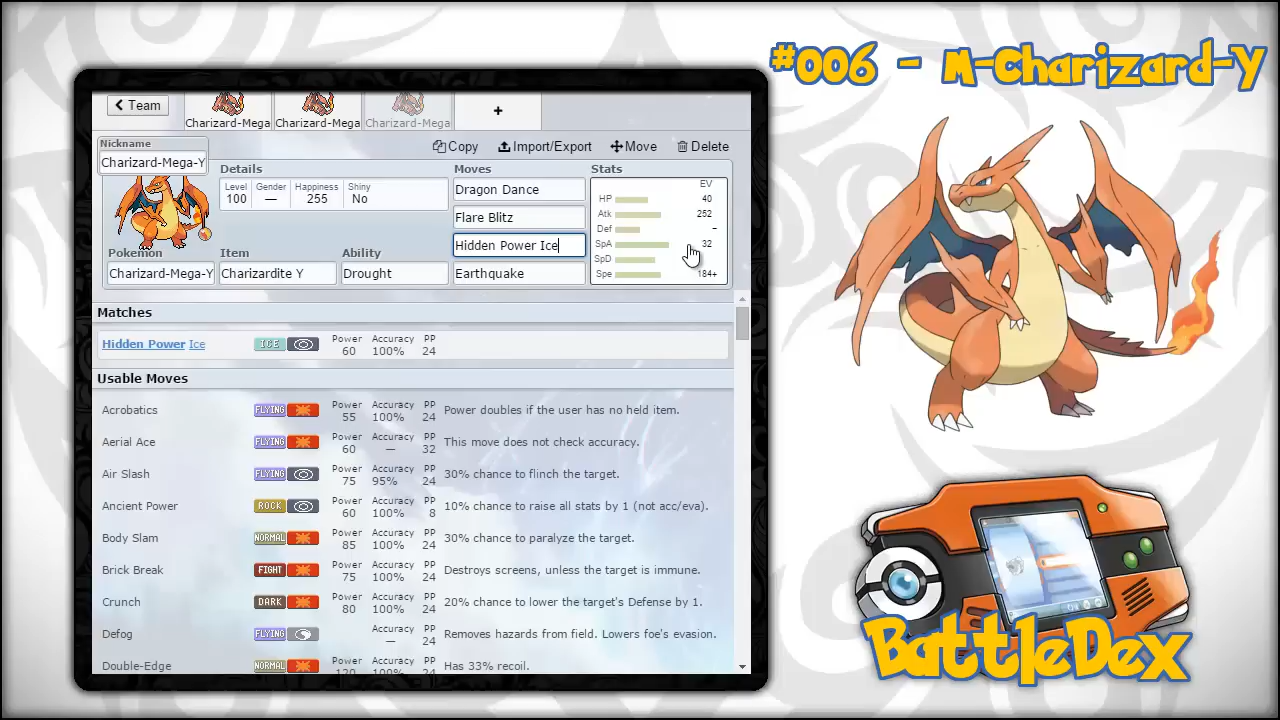 #006 - M-Charizard-Y
Team
Charizard-Mega
Charizard-Mega
Charizard-Mega
+
Copy
Import/Export
Move
Delete
Nickname
Charizard-Mega-Y
Details
Level 100
Gender —
Happiness 255
Shiny No
Pokemon
Charizard-Mega-Y
Item
Charizardite Y
Ability
Drought
Moves
Dragon Dance
Flare Blitz
Hidden Power Ice
Earthquake
Stats
EV
HP 40
Atk 252
Def –
SpA 32
SpD
Spe 184+
Matches
Hidden Power Ice ICE Power 60 Accuracy 100% PP 24
Usable Moves
Acrobatics FLYING Power 55 Accuracy 100% PP 24 Power doubles if the user has no held item.
Aerial Ace FLYING Power 60 Accuracy — PP 32 This move does not check accuracy.
Air Slash FLYING Power 75 Accuracy 95% PP 24 30% chance to flinch the target.
Ancient Power ROCK Power 60 Accuracy 100% PP 8 10% chance to raise all stats by 1 (not acc/eva).
Body Slam NORMAL Power 85 Accuracy 100% PP 24 30% chance to paralyze the target.
Brick Break FIGHT Power 75 Accuracy 100% PP 24 Destroys screens, unless the target is immune.
Crunch DARK Power 80 Accuracy 100% PP 24 20% chance to lower the target's Defense by 1.
Defog FLYING Accuracy — PP 24 Removes hazards from field. Lowers foe's evasion.
Double-Edge NORMAL Power 120 Accuracy 100% PP 24 Has 33% recoil.
BattleDex